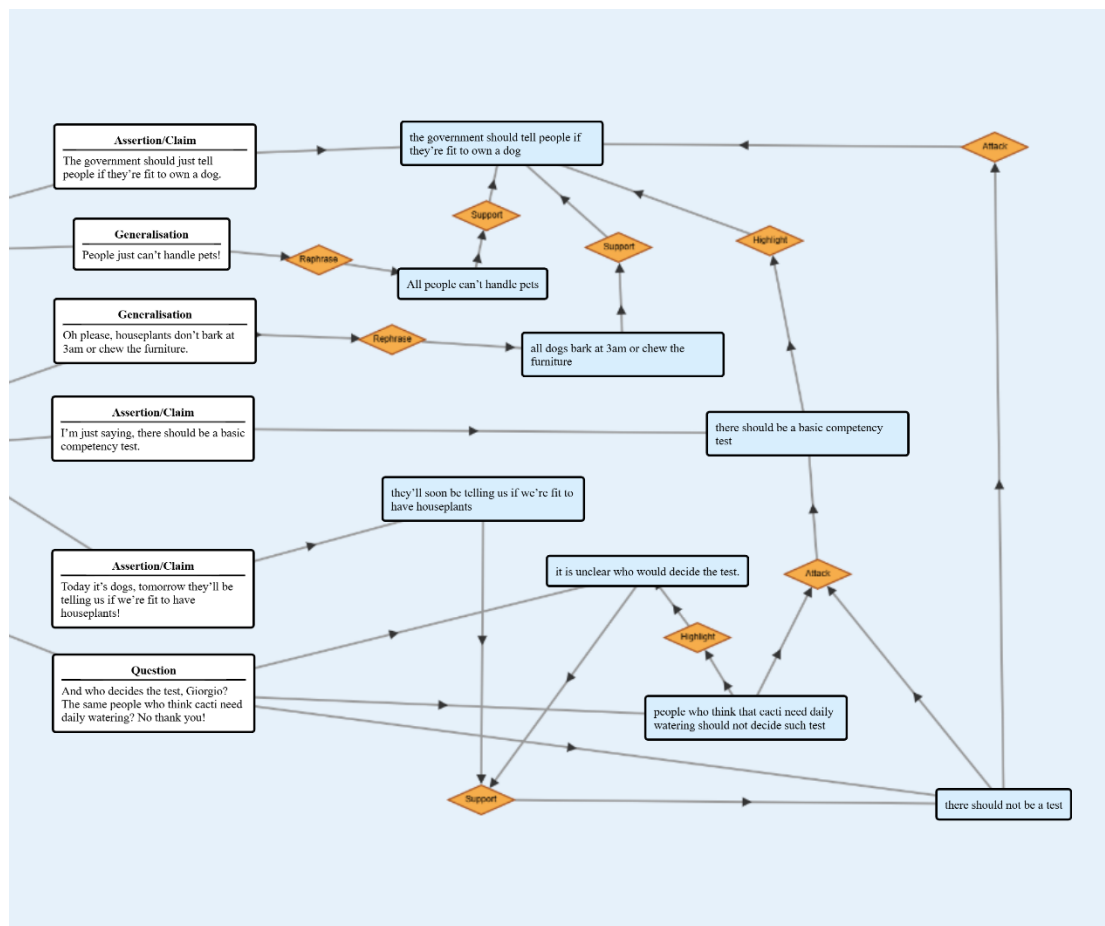 Assertion/Claim
The government should just tell
people if they're fit to own a dog.
the government should tell people if
they're fit to own a dog
Attack
Support
Generalisation
People just can't handle pets!
Raphrase
All people can't handle pets
Support
Highlight
Generalisation
Oh please, houseplants don't bark at
3am or chew the furniture.
Rephrase
all dogs bark at 3am or chew the
furniture
Assertion/Claim
I'm just saying, there should be a basic
competency test.
there should be a basic competency
test
they'll soon be telling us if we're fit to
have houseplants
Assertion/Claim
Today it's dogs, tomorrow they'll be
telling us if we're fit to have
houseplants!
it is unclear who would decide the test.
Attack
Highlight
Question
And who decides the test, Giorgio?
The same people who think cacti need
daily watering? No thank you!
people who think that cacti need daily
watering should not decide such test
Support
there should not be a test